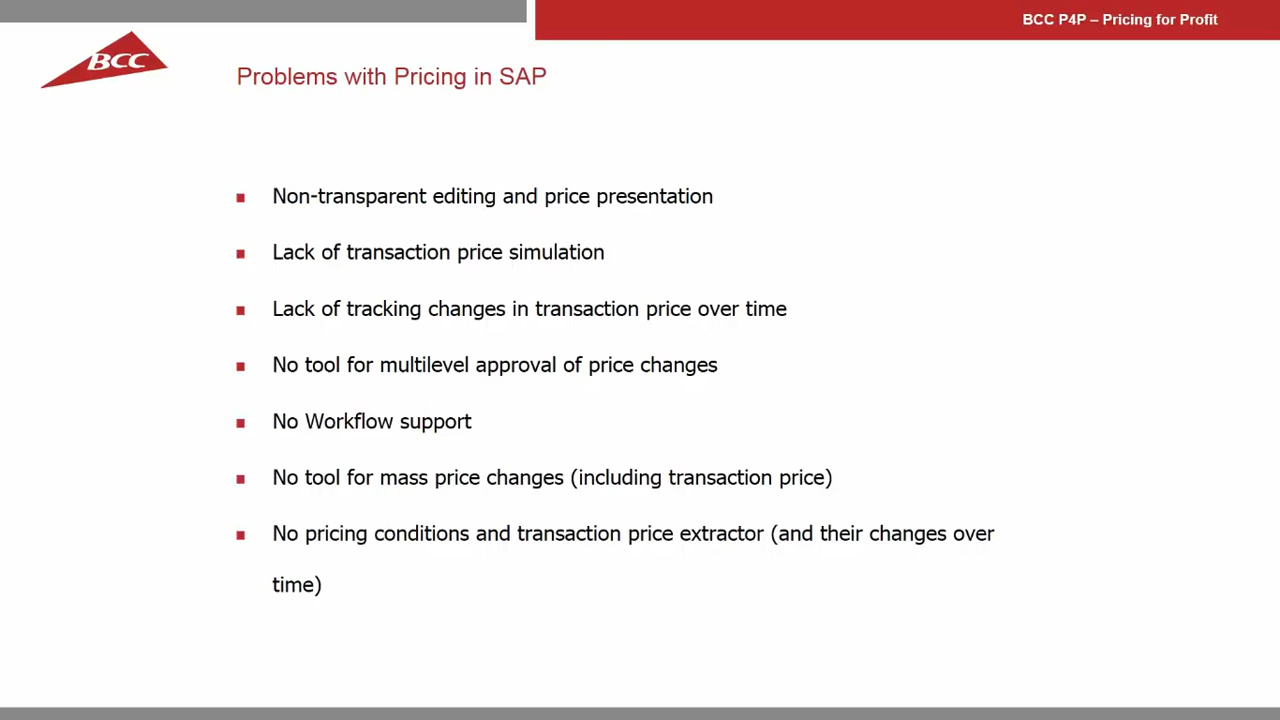 BCC P4P – Pricing for Profit
BCC
Problems with Pricing in SAP
Non-transparent editing and price presentation
Lack of transaction price simulation
Lack of tracking changes in transaction price over time
No tool for multilevel approval of price changes
No Workflow support
No tool for mass price changes (including transaction price)
No pricing conditions and transaction price extractor (and their changes over
time)